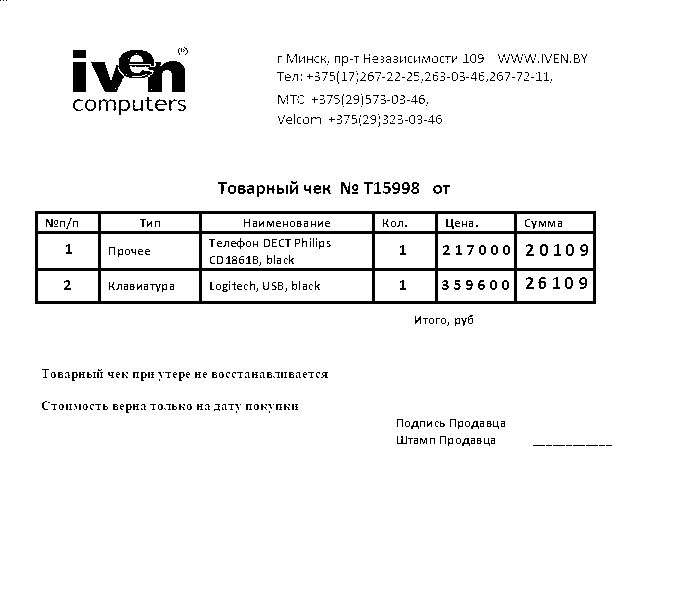 iven (R)
computers
г Минск, пр-т Независимости 109 WWW.IVEN.BY
Тел: +375(17)267-22-25,263-03-46,267-72-11,
МТС +375(29)573-03-46,
Velcom +375(29)323-03-46
Товарный чек № Т15998 от
№п/п Тип Наименование Кол. Цена. Сумма
1 Прочее Телефон DECT Philips CD1861B, black 1 217000 20109
2 Клавиатура Logitech, USB, black 1 359600 26109
Итого, руб
Товарный чек при утере не восстанавливается
Стоимость верна только на дату покупки
Подпись Продавца
Штамп Продавца ____________